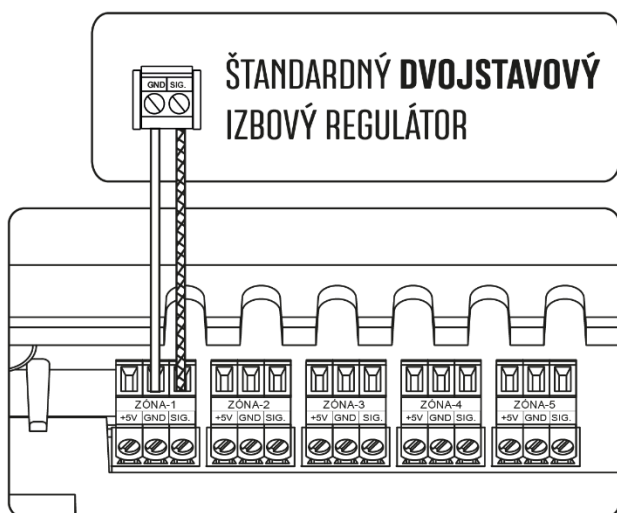 GND SIG.
ŠTANDARDNÝ DVOJSTAVOVÝ
IZBOVÝ REGULÁTOR
ZÓNA-1 ZÓNA-2 ZÓNA-3 ZÓNA-4 ZÓNA-5
+5V GND SIG. +5V GND SIG. +5V GND SIG. +5V GND SIG. +5V GND SIG.